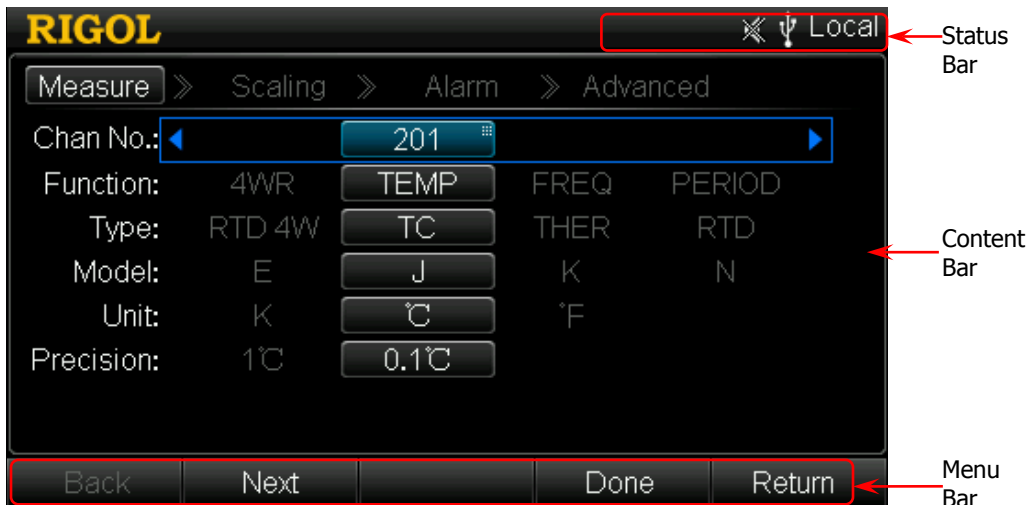 RIGOL Local
Status
Bar
Measure Scaling Alarm Advanced
Chan No.: 201
Function: 4WR TEMP FREQ PERIOD
Type: RTD 4W TC THER RTD
Content
Bar
Model: E J K N
Unit: K ℃ ℉
Precision: 1℃ 0.1℃
Back Next Done Return
Menu
Bar